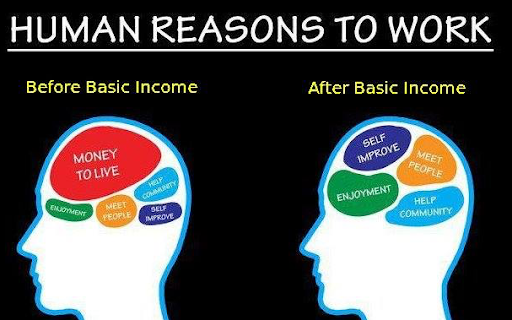 HUMAN REASONS TO WORK
Before Basic Income
After Basic Income
MONEY
TO LIVE
HELP
COMMUNITY
ENJOYMENT
MEET
PEOPLE
SELF
IMPROVE
SELF
IMPROVE
MEET
PEOPLE
ENJOYMENT
HELP
COMMUNITY